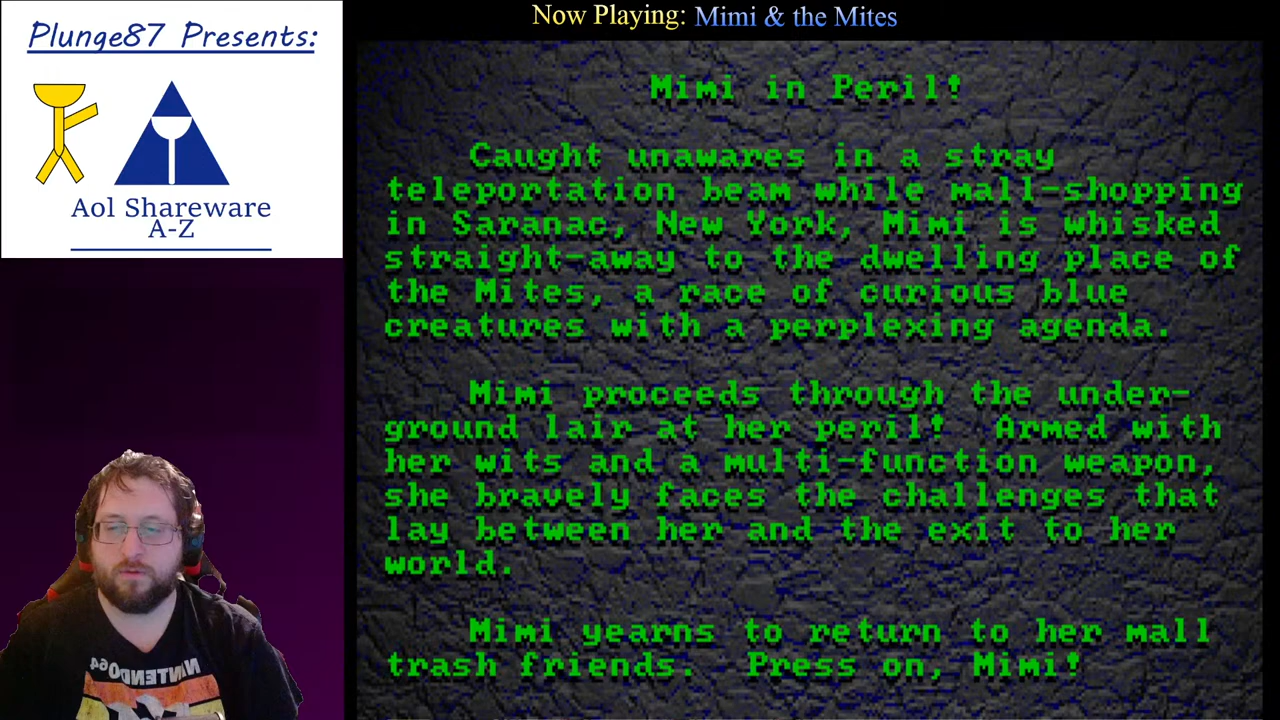 Plunge87 Presents:
Aol Shareware
A-Z
Now Playing: Mimi & the Mites
Mimi in Peril!
Caught unawares in a stray
teleportation beam while mall-shopping
in Saranac, New York, Mimi is whisked
straight-away to the dwelling place of
the Mites, a race of curious blue
creatures with a perplexing agenda.
Mimi proceeds through the under-
ground lair at her peril! Armed with
her wits and a multi-function weapon,
she bravely faces the challenges that
lay between her and the exit to her
world.
Mimi yearns to return to her mall
trash friends. Press on, Mimi!
NINTENDO64